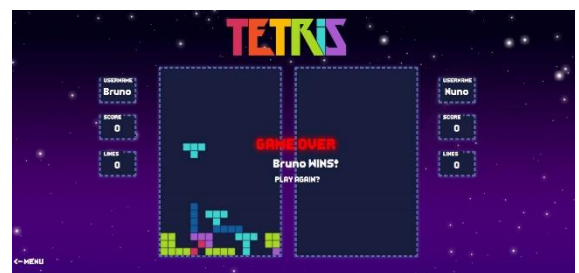 TETRIS
USERNAME
Bruno
SCORE
0
LINES
0
GAME OVER
Bruno WINS!
PLAY AGAIN?
USERNAME
Nuno
SCORE
0
LINES
0
<-MENU